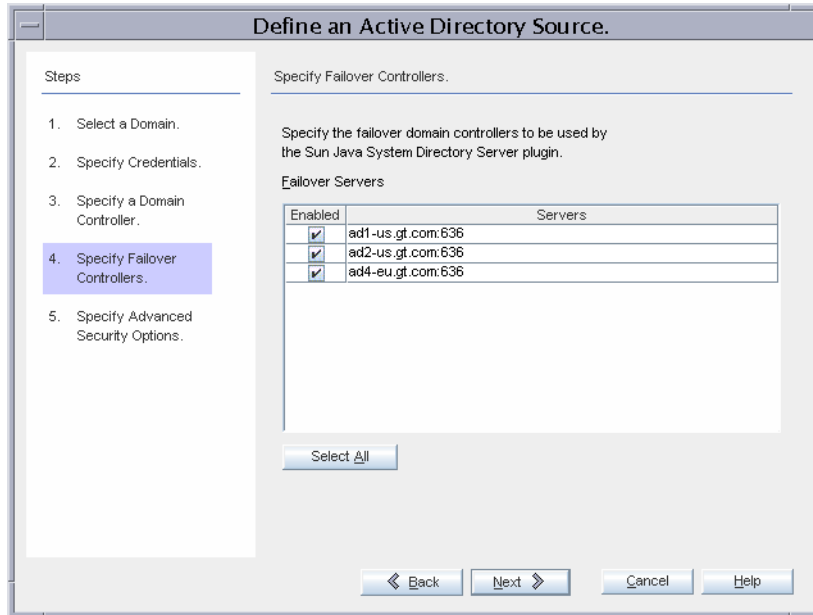 Define an Active Directory Source.
Steps
1. Select a Domain.
2. Specify Credentials.
3. Specify a Domain
Controller.
4. Specify Failover
Controllers.
5. Specify Advanced
Security Options.
Specify Failover Controllers.
Specify the failover domain controllers to be used by
the Sun Java System Directory Server plugin.
Failover Servers
Enabled Servers
ad1-us.gt.com:636
ad2-us.gt.com:636
ad4-eu.gt.com:636
Select All
Back Next Cancel Help